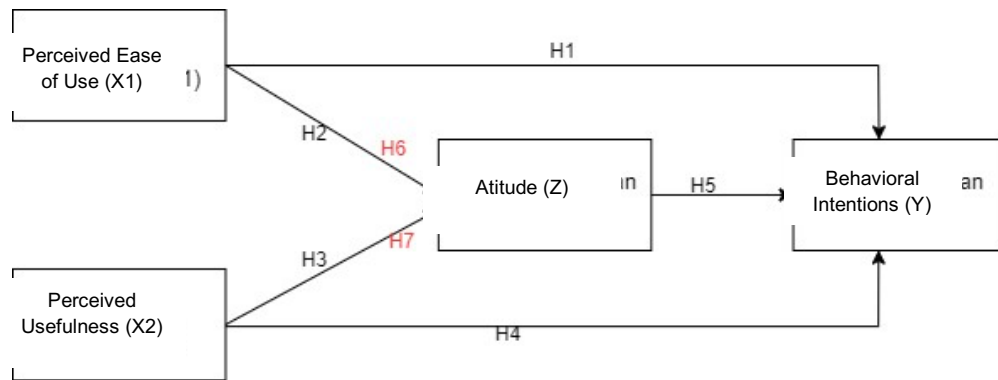 Perceived Ease
of Use (X1)
1)
H1
H2
H6
Atitude (Z)
ın
H5
Behavioral
Intentions (Y)
an
H7
H3
Perceived
Usefulness (X2)
H4